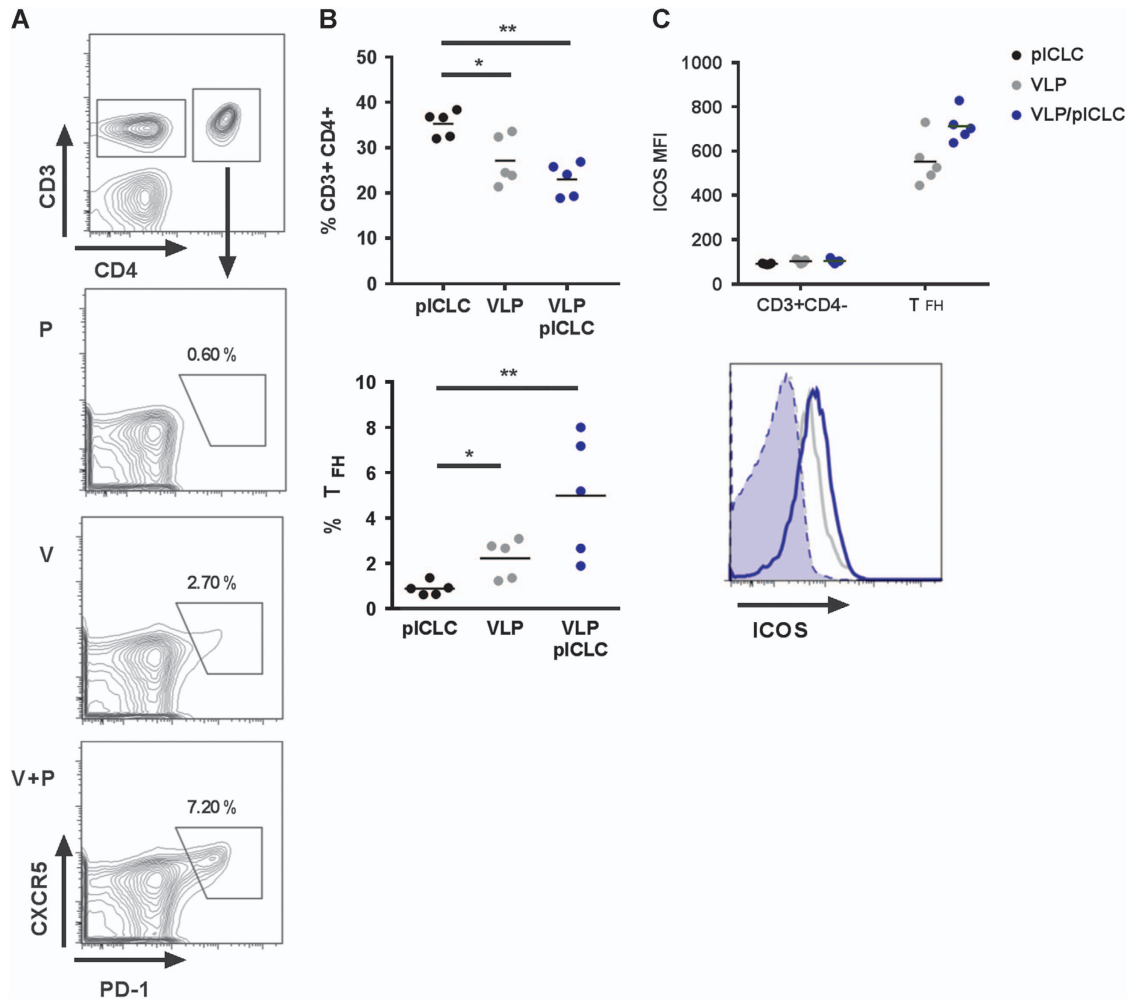 A
CD3
CD4
P
0.60 %
V
2.70 %
V+P
7.20 %
CXCR5
PD-1
B
**
*
50
40
30
20
10
0
% CD3+ CD4+
pICLC
VLP
VLP
pICLC
**
*
10
8
6
4
2
0
% T FH
pICLC
VLP
VLP
pICLC
C
1000
800
600
400
200
0
ICOS MFI
CD3+CD4-
T FH
pICLC
VLP
VLP/pICLC
ICOS